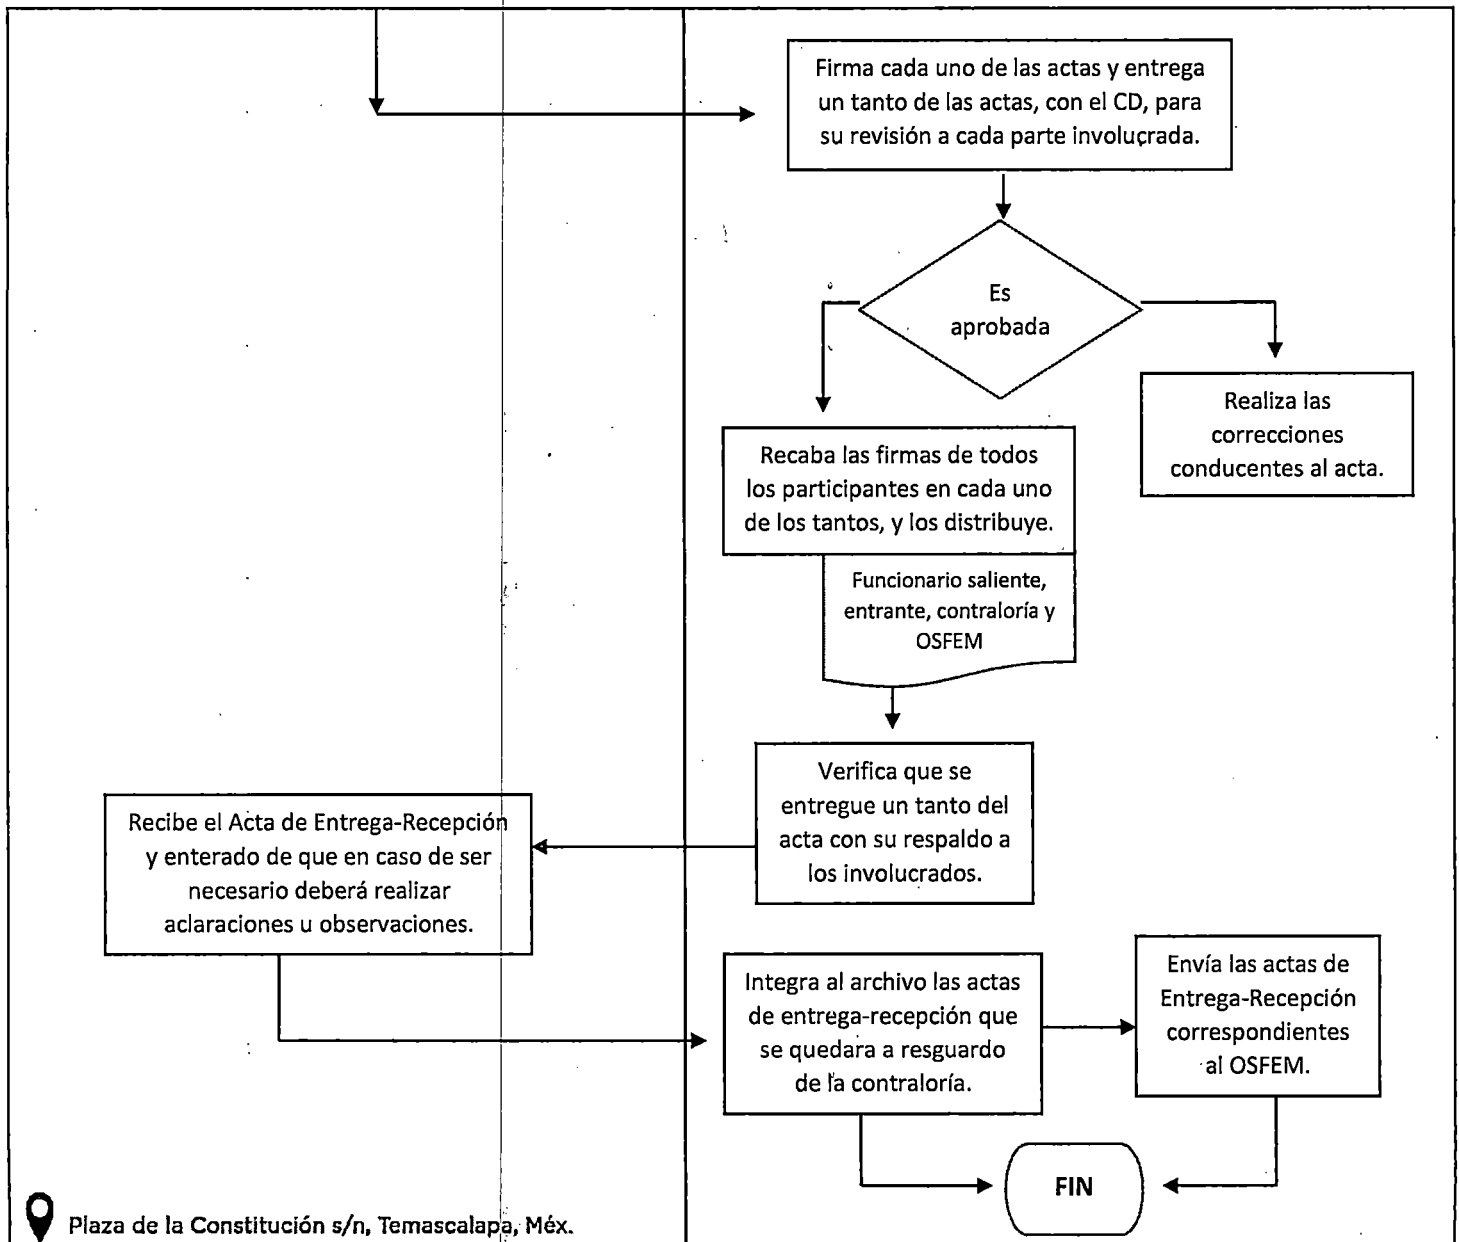 Firma cada uno de las actas y entrega
un tanto de las actas, con el CD, para
su revisión a cada parte involucrada.
Es
aprobada
Realiza las
correcciones
conducentes al acta.
Recaba las firmas de todos
los participantes en cada uno
de los tantos, y los distribuye.
Funcionario saliente,
entrante, contraloría y
OSFEM
Verifica que se
entregue un tanto del
acta con su respaldo a
los involucrados.
Recibe el Acta de Entrega-Recepción
y enterado de que en caso de ser
necesario deberá realizar
aclaraciones u observaciones.
Integra al archivo las actas
de entrega-recepción que
se quedara a resguardo
de la contraloría.
Envía las actas de
Entrega-Recepción
correspondientes
al OSFEM.
FIN
Plaza de la Constitución s/n, Temascalapa, Méx.